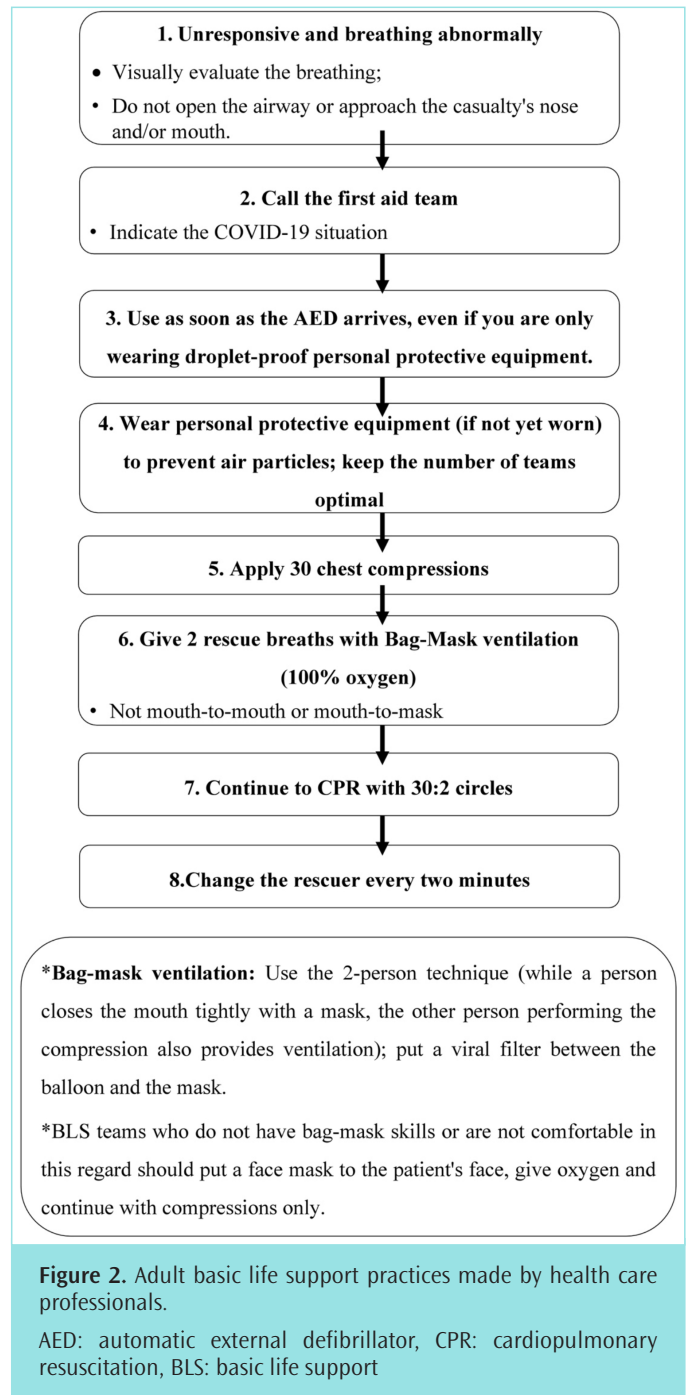 1. Unresponsive and breathing abnormally
• Visually evaluate the breathing;
• Do not open the airway or approach the casualty's nose
and/or mouth.
2. Call the first aid team
• Indicate the COVID-19 situation
3. Use as soon as the AED arrives, even if you are only
wearing droplet-proof personal protective equipment.
4. Wear personal protective equipment (if not yet worn)
to prevent air particles; keep the number of teams
optimal
5. Apply 30 chest compressions
6. Give 2 rescue breaths with Bag-Mask ventilation
(100% oxygen)
• Not mouth-to-mouth or mouth-to-mask
7. Continue to CPR with 30:2 circles
8.Change the rescuer every two minutes
*Bag-mask ventilation: Use the 2-person technique (while a person
closes the mouth tightly with a mask, the other person performing the
compression also provides ventilation); put a viral filter between the
balloon and the mask.
*BLS teams who do not have bag-mask skills or are not comfortable in
this regard should put a face mask to the patient's face, give oxygen and
continue with compressions only.
Figure 2. Adult basic life support practices made by health care
professionals.
AED: automatic external defibrillator, CPR: cardiopulmonary
resuscitation, BLS: basic life support